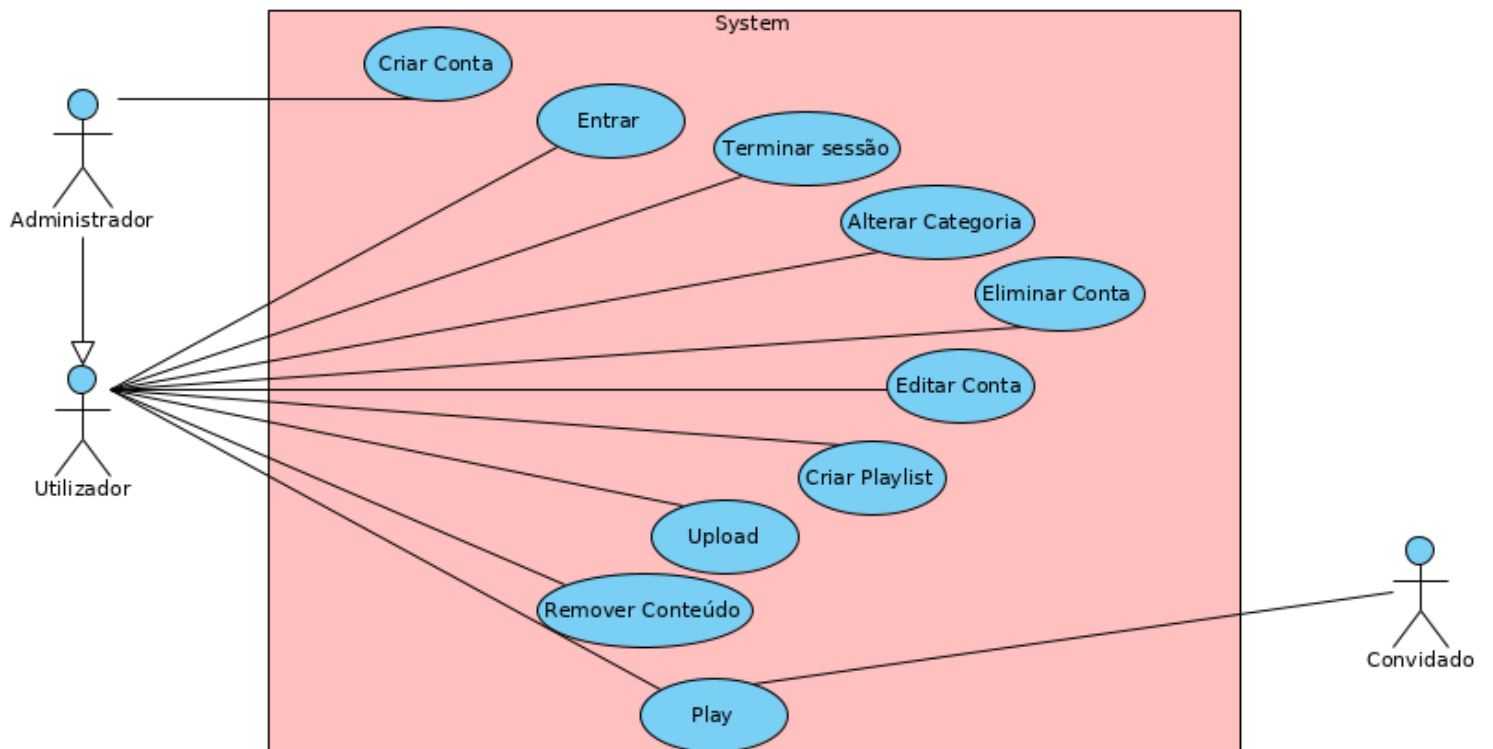 System
Criar Conta
Entrar
Terminar sessão
Administrador
Alterar Categoria
Eliminar Conta
Editar Conta
Utilizador
Criar Playlist
Upload
Remover Conteúdo
Convidado
Play